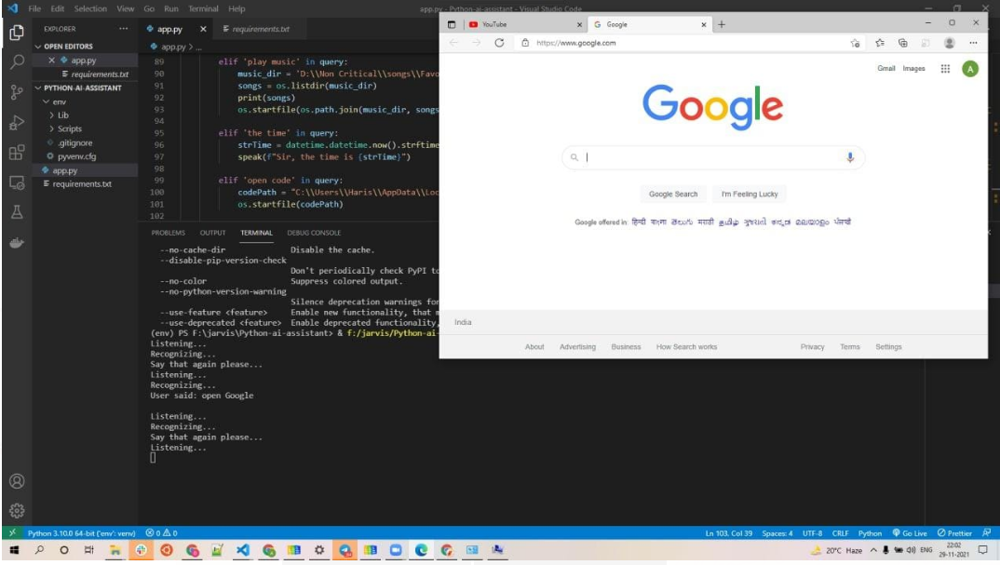 File Edit Selection View Go Run Terminal Help
app.py - Python-ai-assistant - Visual Studio Code
EXPLORER
OPEN EDITORS
app.py
requirements.txt
PYTHON-AI-ASSISTANT
env
Lib
Scripts
.gitignore
pyvenv.cfg
app.py
requirements.txt
app.py
requirements.txt
app.py > ...
89 elif 'play music' in query:
90 music_dir = 'D:\\Non Critical\\songs\\Favo
91 songs = os.listdir(music_dir)
92 print(songs)
93 os.startfile(os.path.join(music_dir, songs
94
95 elif 'the time' in query:
96 strTime = datetime.datetime.now().strftime
97 speak(f"Sir, the time is {strTime}")
98
99 elif 'open code' in query:
100 codePath = "C:\\Users\\Haris\\AppData\\Loc
101 os.startfile(codePath)
102
PROBLEMS OUTPUT TERMINAL DEBUG CONSOLE
--no-cache-dir Disable the cache.
--disable-pip-version-check
Don't periodically check PyPI to
--no-color Suppress colored output.
--no-python-version-warning
Silence deprecation warnings for
--use-feature <feature> Enable new functionality, that m
--use-deprecated <feature> Enable deprecated functionality,
(env) PS F:\jarvis\Python-ai-assistant> & f:/jarvis/Python-ai-
Listening...
Recognizing...
Say that again please...
Listening...
Recognizing...
User said: open Google
Listening...
Recognizing...
Say that again please...
Listening...
YouTube
Google
https://www.google.com
Gmail Images
A
Google
Google Search I'm Feeling Lucky
Google offered in: हिन्दी বাংলা తెలుగు मराठी தமிழ் ગુજરાતી ಕನ್ನಡ മലയാളം ਪੰਜਾਬੀ
India
About Advertising Business How Search works Privacy Terms Settings
Python 3.10.0 64-bit ('env': venv) 0 0
Ln 103, Col 39 Spaces: 4 UTF-8 CRLF Python Go Live Prettier
20°C Haze ENG 22:02
29-11-2021